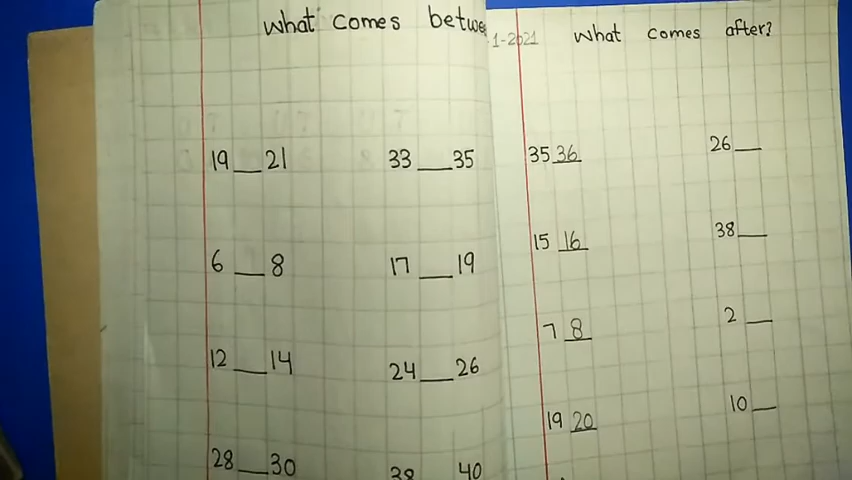 What comes betwe
19 __ 21 33 __ 35
6 __ 8 17 __ 19
12 __ 14 24 __ 26
28 __ 30 38 __ 40
1-2021
What comes after?
35 36 26 __
15 16 38 __
7 8 2 __
19 20 10 __